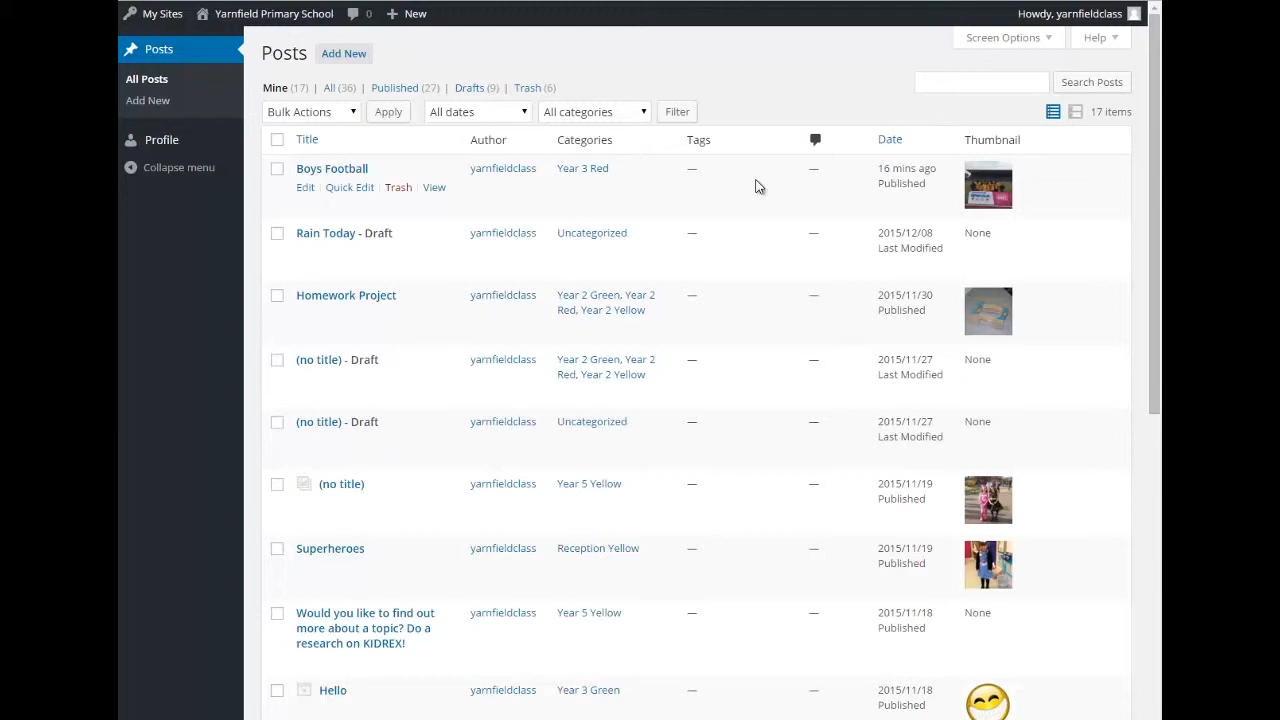 My Sites Yarnfield Primary School 0 New Howdy, yarnfieldclass
Posts
All Posts
Add New
Profile
Collapse menu
Posts Add New Screen Options Help
Mine (17) | All (36) | Published (27) | Drafts (9) | Trash (6) Search Posts
Bulk Actions Apply All dates All categories Filter 17 items
Title Author Categories Tags Date Thumbnail
Boys Football yarnfieldclass Year 3 Red — — 16 mins ago
Edit | Quick Edit | Trash | View Published
Rain Today - Draft yarnfieldclass Uncategorized — — 2015/12/08 None
Last Modified
Homework Project yarnfieldclass Year 2 Green, Year 2 — — 2015/11/30
Red, Year 2 Yellow Published
(no title) - Draft yarnfieldclass Year 2 Green, Year 2 — — 2015/11/27 None
Red, Year 2 Yellow Last Modified
(no title) - Draft yarnfieldclass Uncategorized — — 2015/11/27 None
Last Modified
(no title) yarnfieldclass Year 5 Yellow — — 2015/11/19
Published
Superheroes yarnfieldclass Reception Yellow — — 2015/11/19
Published
Would you like to find out yarnfieldclass Year 5 Yellow — — 2015/11/18 None
more about a topic? Do a Published
research on KIDREX!
Hello yarnfieldclass Year 3 Green — — 2015/11/18
Published